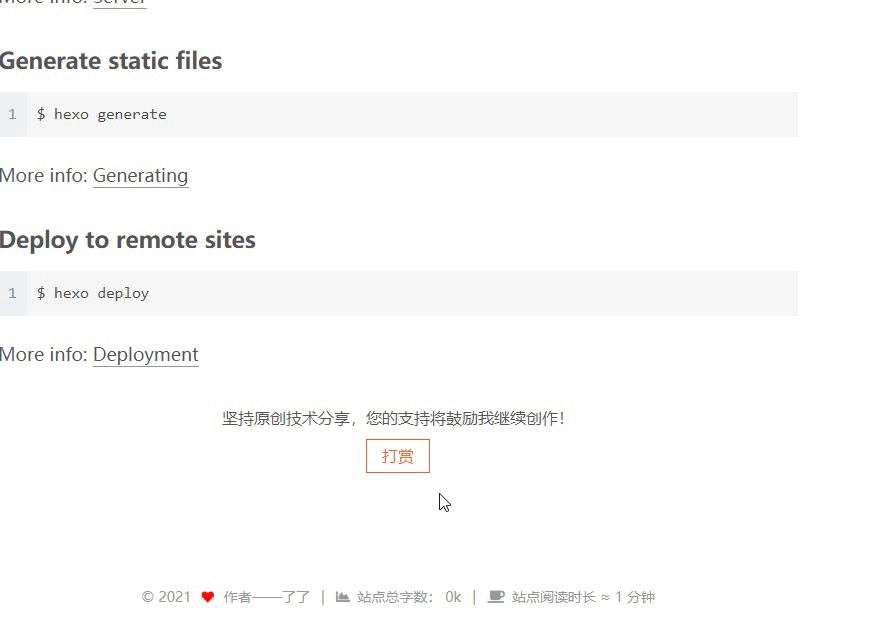 More info: Server
Generate static files
1 $ hexo generate
More info: Generating
Deploy to remote sites
1 $ hexo deploy
More info: Deployment
坚持原创技术分享，您的支持将鼓励我继续创作！
打赏
© 2021 作者——了了 | 站点总字数： 0k | 站点阅读时长 ≈ 1 分钟